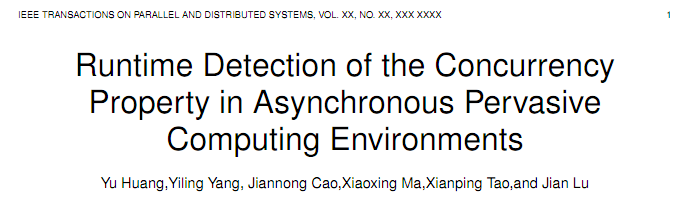 IEEE TRANSACTIONS ON PARALLEL AND DISTRIBUTED SYSTEMS, VOL. XX, NO. XX, XXX XXXX 1
Runtime Detection of the Concurrency
Property in Asynchronous Pervasive
Computing Environments
Yu Huang,Yiling Yang, Jiannong Cao,Xiaoxing Ma,Xianping Tao,and Jian Lu